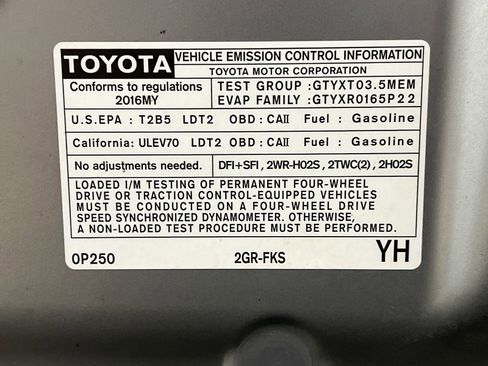 TOYOTA VEHICLE EMISSION CONTROL INFORMATION
TOYOTA MOTOR CORPORATION
Conforms to regulations
2016MY
TEST GROUP : GTYXT03.5MEM
EVAP FAMILY : GTYXR0165P22
U.S.EPA : T2B5 LDT2 OBD : CAII Fuel : Gasoline
California: ULEV70 LDT2 OBD : CAII Fuel : Gasoline
No adjustments needed. DFI+SFI , 2WR-HO2S , 2TWC(2) , 2HO2S
LOADED I/M TESTING OF PERMANENT FOUR-WHEEL
DRIVE OR TRACTION CONTROL-EQUIPPED VEHICLES
MUST BE CONDUCTED ON A FOUR-WHEEL DRIVE
SPEED SYNCHRONIZED DYNAMOMETER. OTHERWISE,
A NON-LOADED TEST PROCEDURE MUST BE PERFORMED.
0P250 2GR-FKS YH